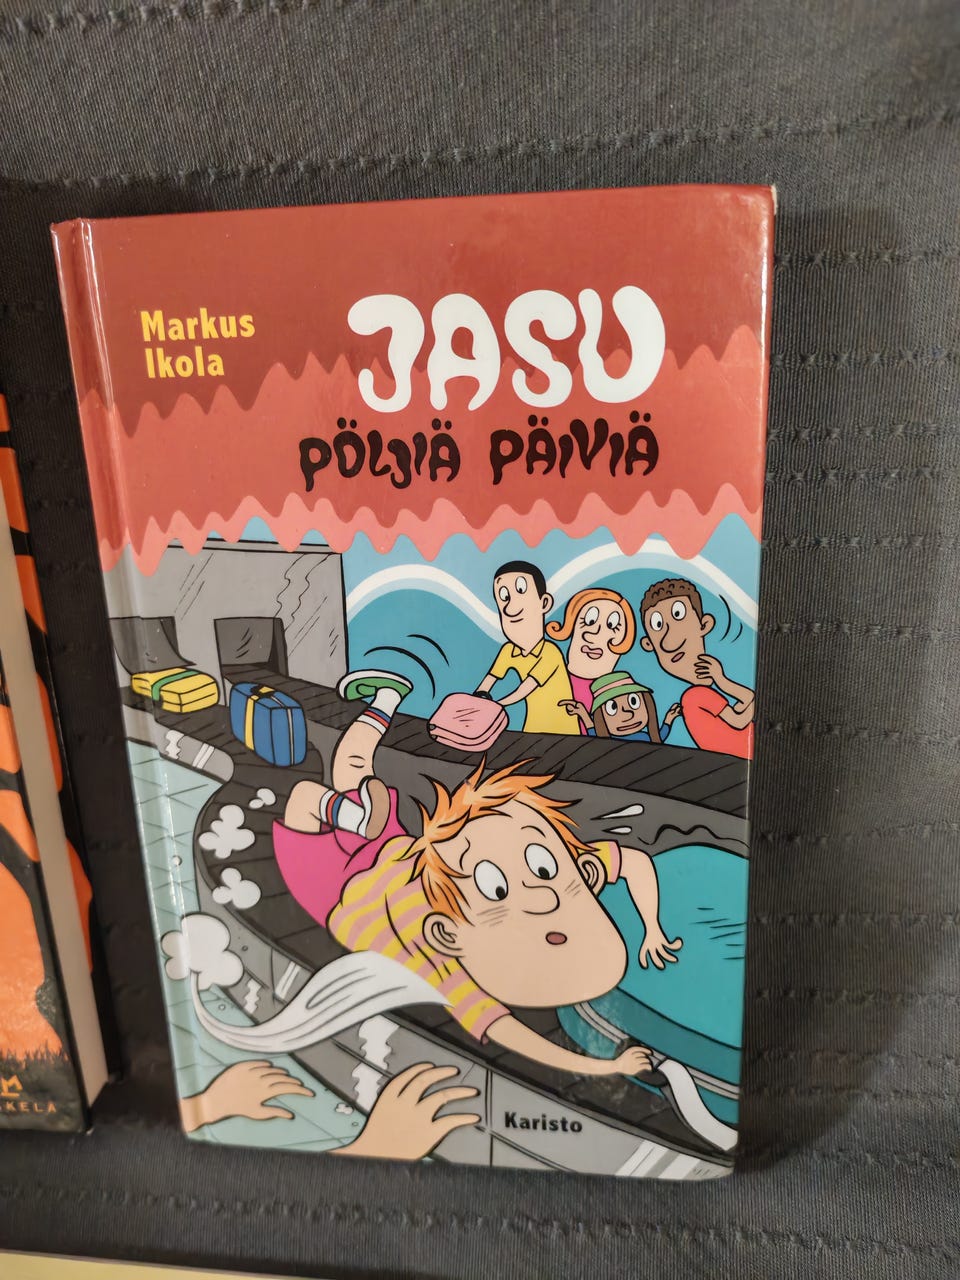 Markus
Ikola
JASU
PÖLJIÄ PÄIVIÄ
Karisto